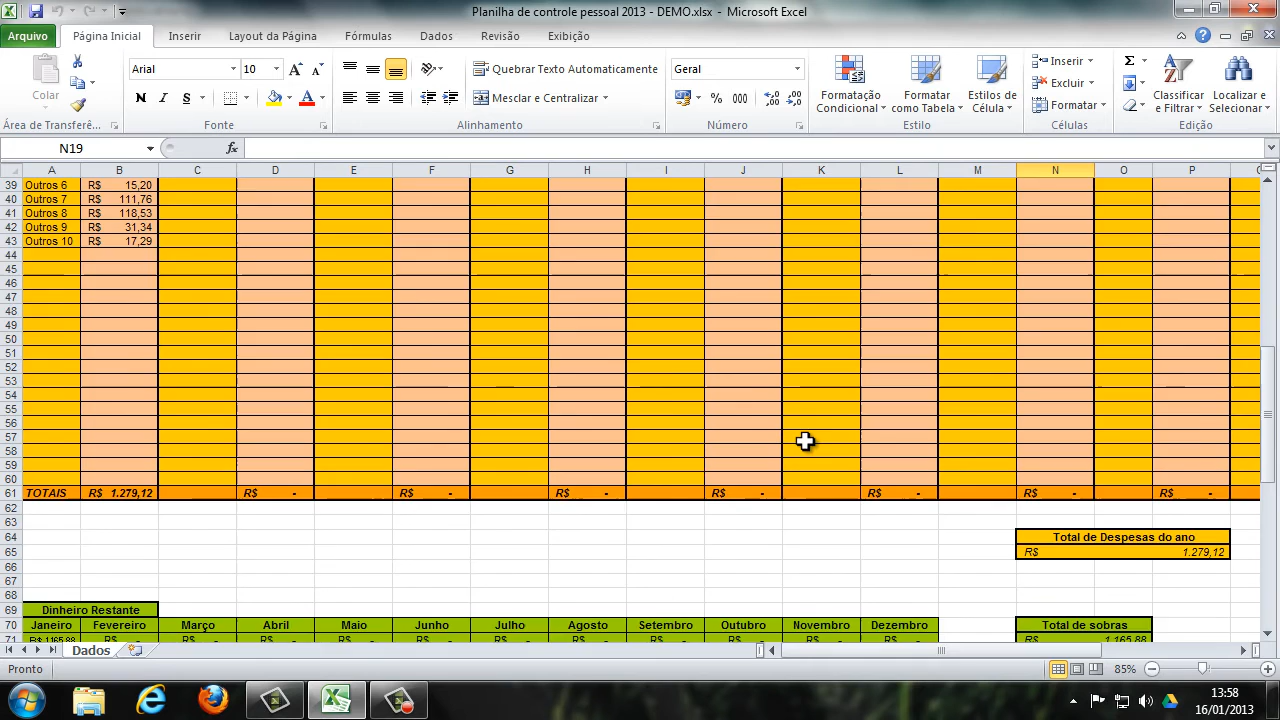 Planilha de controle pessoal 2013 - DEMO.xlsx - Microsoft Excel
Arquivo Página Inicial Inserir Layout da Página Fórmulas Dados Revisão Exibição
Colar
Arial 10
Quebrar Texto Automaticamente
Geral
Formatação Condicional
Formatar como Tabela
Estilos de Célula
Inserir
Excluir
Formatar
Classificar e Filtrar
Localizar e Selecionar
N I S
Mesclar e Centralizar
% 000
Área de Transferê... Fonte Alinhamento Número Estilo Células Edição
N19 fx
A B C D E F G H I J K L M N O P
39 Outros 6 R$ 15,20
40 Outros 7 R$ 111,76
41 Outros 8 R$ 118,53
42 Outros 9 R$ 31,34
43 Outros 10 R$ 17,29
44
45
46
47
48
49
50
51
52
53
54
55
56
57
58
59
60
61 TOTAIS R$ 1.279,12 R$ - R$ - R$ - R$ - R$ - R$ - R$ -
62
63
64 Total de Despesas do ano
65 R$ 1.279,12
66
67
68
69 Dinheiro Restante
70 Janeiro Fevereiro Março Abril Maio Junho Julho Agosto Setembro Outubro Novembro Dezembro Total de sobras
71 R$ 1165,88 R$ - R$ - R$ - R$ - R$ - R$ - R$ - R$ - R$ - R$ - R$ - R$ 1.165,88
Dados
Pronto 85%
13:58
16/01/2013